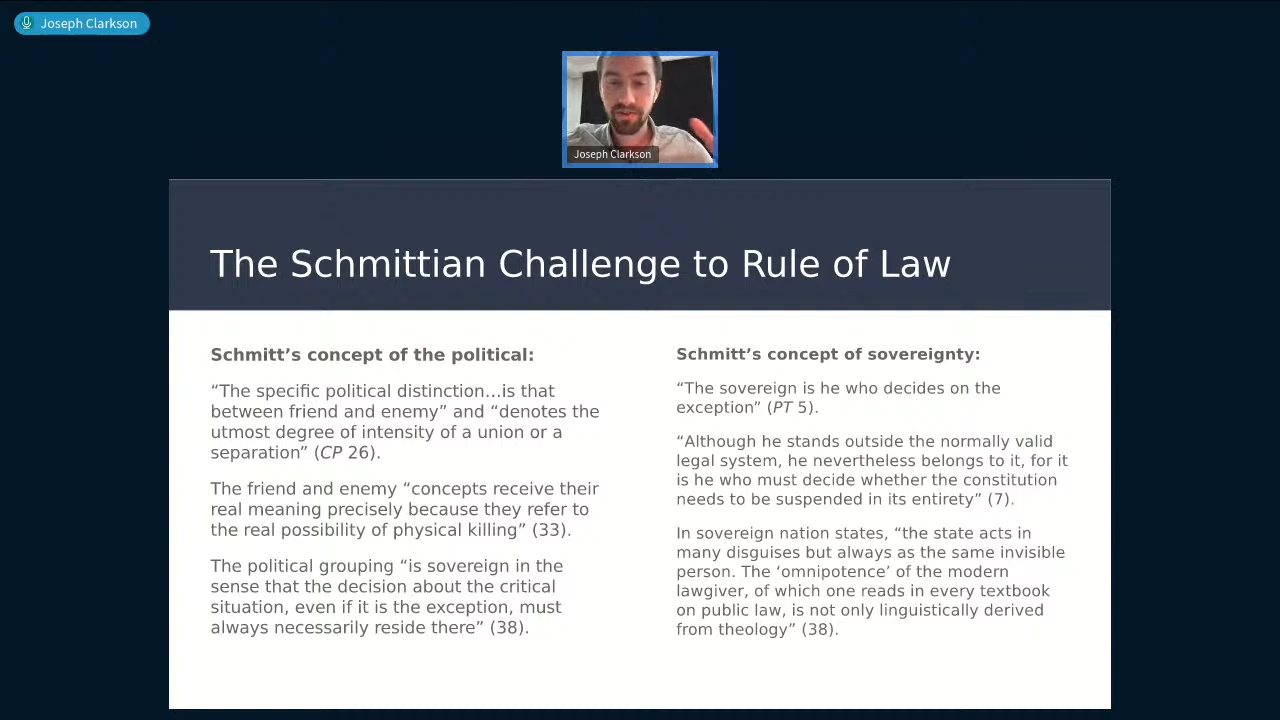 Joseph Clarkson
Joseph Clarkson
The Schmittian Challenge to Rule of Law
Schmitt’s concept of the political:
“The specific political distinction…is that
between friend and enemy” and “denotes the
utmost degree of intensity of a union or a
separation” (CP 26).
The friend and enemy “concepts receive their
real meaning precisely because they refer to
the real possibility of physical killing” (33).
The political grouping “is sovereign in the
sense that the decision about the critical
situation, even if it is the exception, must
always necessarily reside there” (38).
Schmitt’s concept of sovereignty:
“The sovereign is he who decides on the
exception” (PT 5).
“Although he stands outside the normally valid
legal system, he nevertheless belongs to it, for it
is he who must decide whether the constitution
needs to be suspended in its entirety” (7).
In sovereign nation states, “the state acts in
many disguises but always as the same invisible
person. The ‘omnipotence’ of the modern
lawgiver, of which one reads in every textbook
on public law, is not only linguistically derived
from theology” (38).